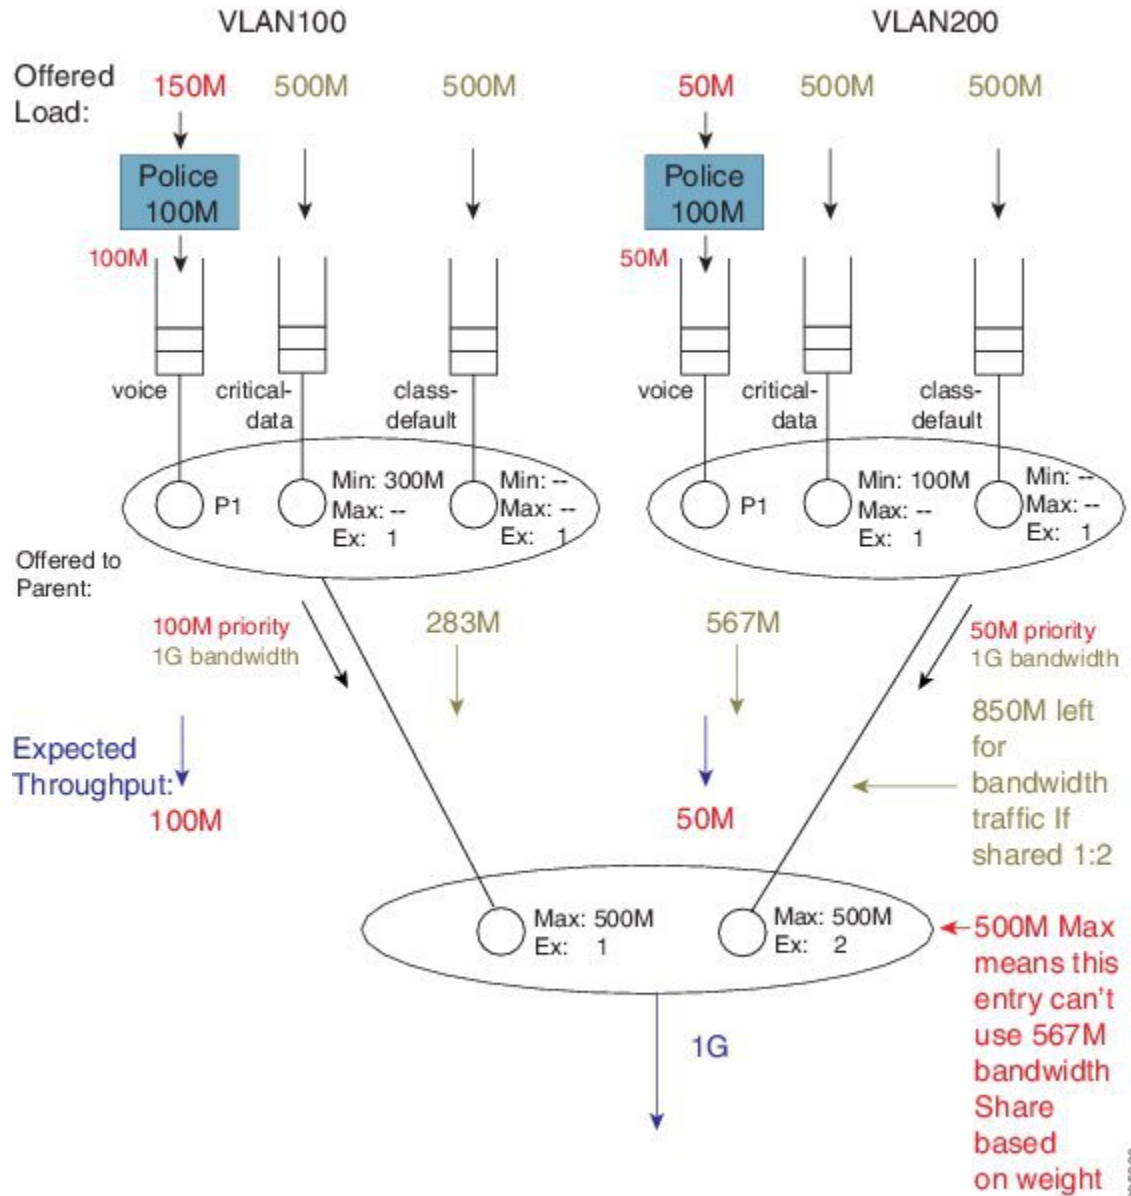 VLAN100
VLAN200
Offered
Load:
150M
500M
500M
50M
500M
500M
Police
100M
Police
100M
100M
50M
voice
critical-
data
class-
default
voice
critical-
data
class-
default
P1
Min: 300M
Max: --
Ex: 1
Min: --
Max: --
Ex: 1
P1
Min: 100M
Max: --
Ex: 1
Min: --
Max: --
Ex: 1
Offered to
Parent:
100M priority
1G bandwidth
283M
567M
50M priority
1G bandwidth
850M left
for
bandwidth
traffic If
shared 1:2
Expected
Throughput:
100M
50M
Max: 500M
Ex: 1
Max: 500M
Ex: 2
500M Max
means this
entry can't
use 567M
bandwidth
Share
based
on weight
1G